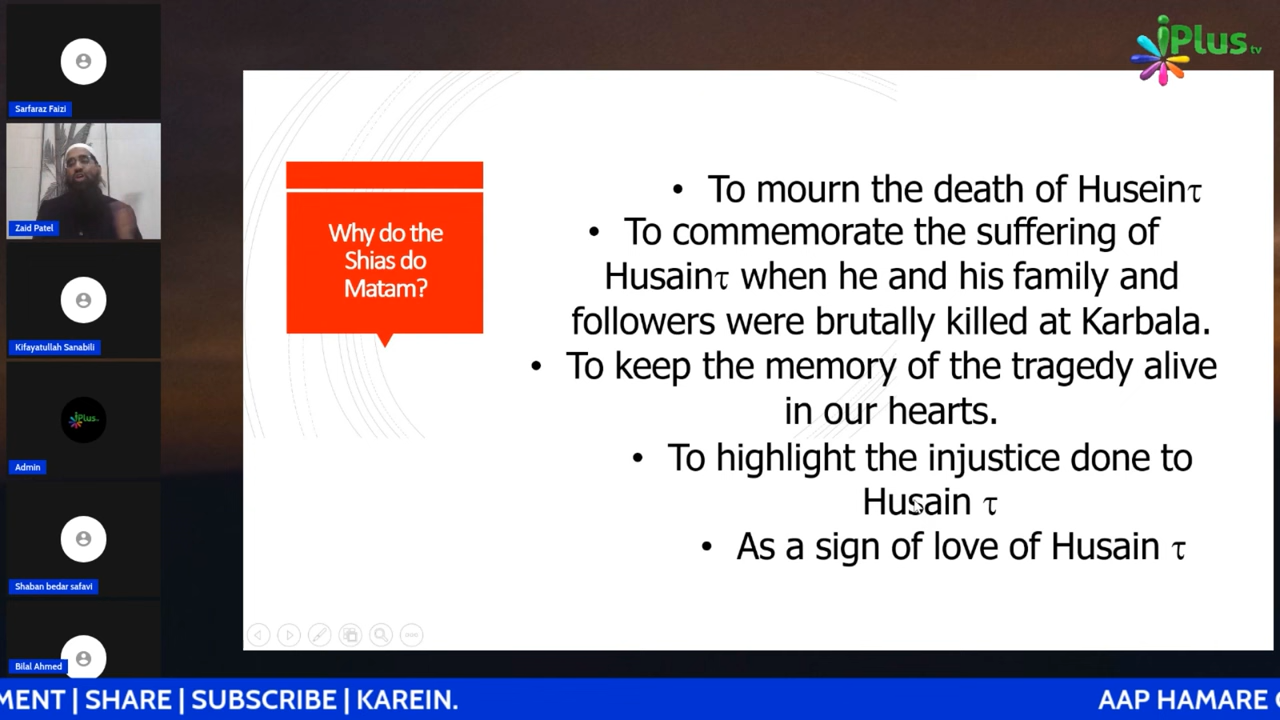 iPlus tv
Sarfaraz Faizi
Zaid Patel
Kifayatullah Sanabili
iPlus
Admin
Shaban bedar safavi
Bilal Ahmed
Why do the
Shias do
Matam?
• To mourn the death of Huseinτ
• To commemorate the suffering of
Husainτ when he and his family and
followers were brutally killed at Karbala.
• To keep the memory of the tragedy alive
in our hearts.
• To highlight the injustice done to
Husain τ
• As a sign of love of Husain τ
MENT | SHARE | SUBSCRIBE | KAREIN. AAP HAMARE